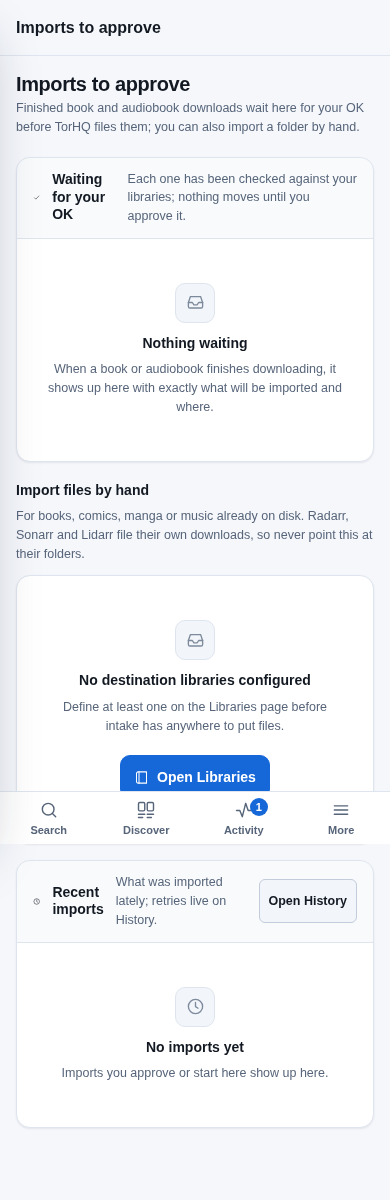 Imports to approve
Imports to approve
Finished book and audiobook downloads wait here for your OK
before TorHQ files them; you can also import a folder by hand.
Waiting
for your
OK
Each one has been checked against your
libraries; nothing moves until you
approve it.
Nothing waiting
When a book or audiobook finishes downloading, it
shows up here with exactly what will be imported and
where.
Import files by hand
For books, comics, manga or music already on disk. Radarr,
Sonarr and Lidarr file their own downloads, so never point this at
their folders.
No destination libraries configured
Define at least one on the Libraries page before
intake has anywhere to put files.
Open Libraries
1
Search
Discover
Activity
More
Recent
imports
What was imported
lately; retries live on
History.
Open History
No imports yet
Imports you approve or start here show up here.